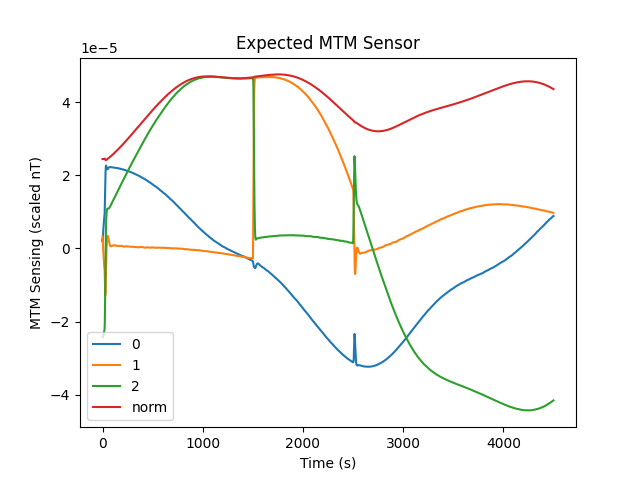 Expected MTM Sensor
1e−5
MTM Sensing (scaled nT)
4
2
0
−2
−4
0
1
2
norm
0 1000 2000 3000 4000
Time (s)